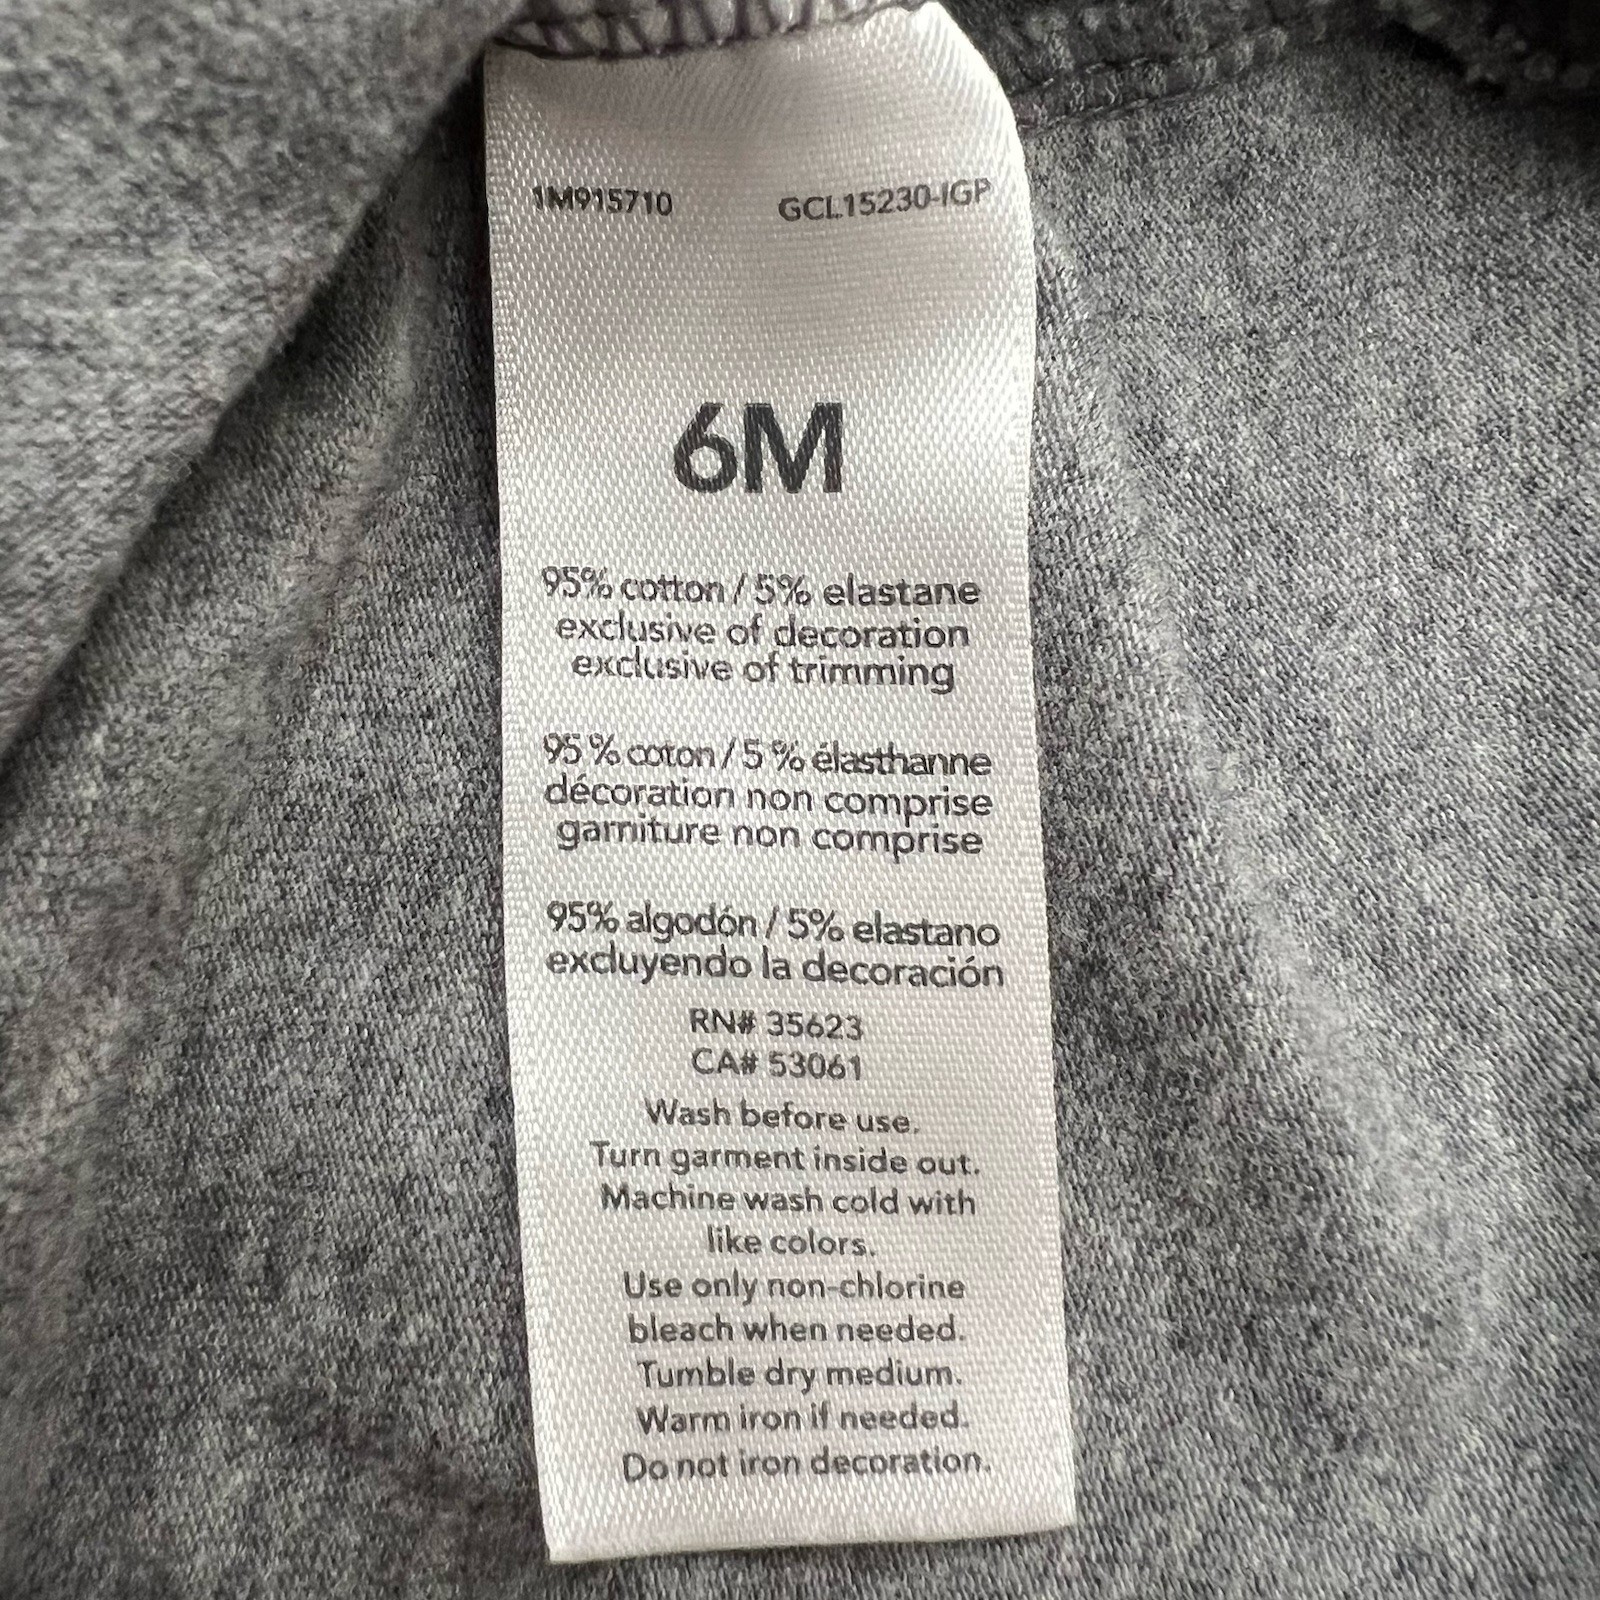 1M915710 GCL15230-IGP
6M
95% cotton / 5% elastane
exclusive of decoration
exclusive of trimming
95 % coton / 5 % élasthanne
décoration non comprise
garniture non comprise
95% algodón / 5% elastano
excluyendo la decoración
RN# 35623
CA# 53061
Wash before use.
Turn garment inside out.
Machine wash cold with
like colors.
Use only non-chlorine
bleach when needed.
Tumble dry medium.
Warm iron if needed.
Do not iron decoration.